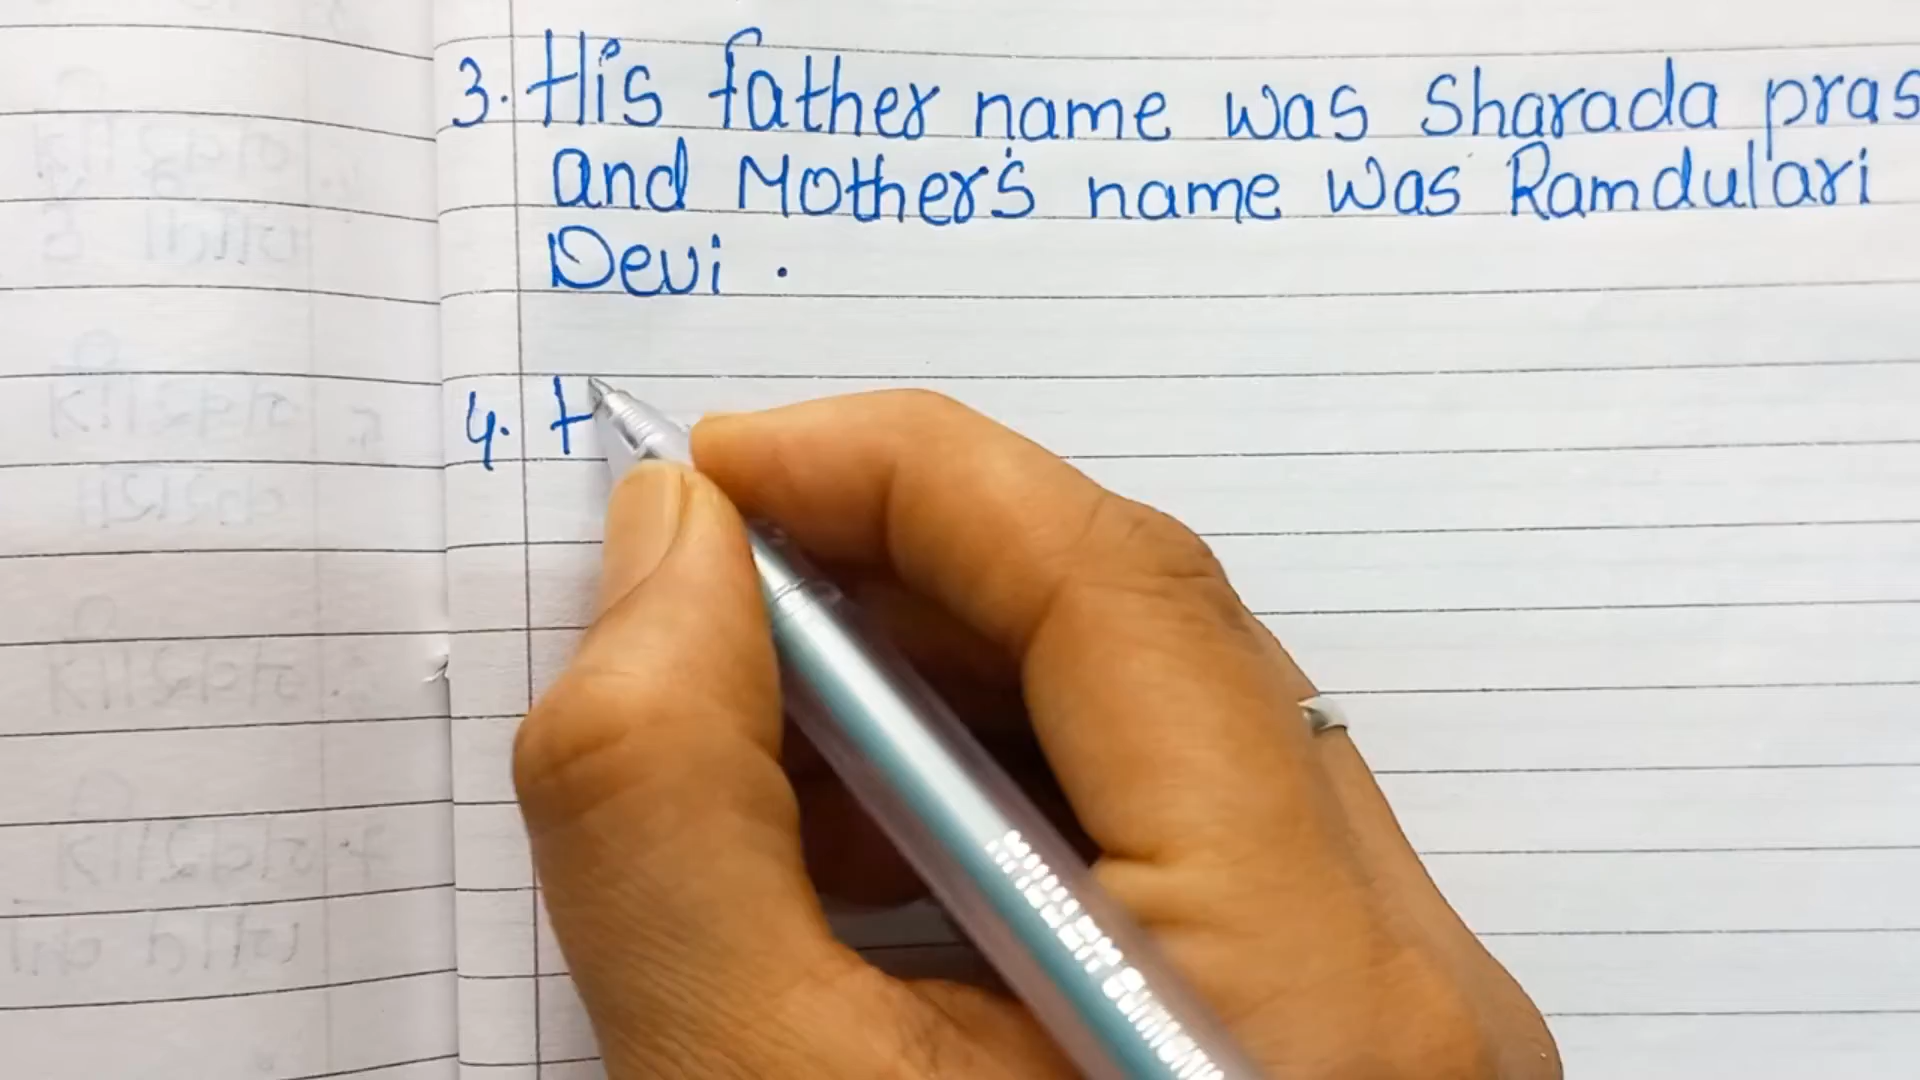 3. His father name was Sharada pras
and Mother's name was Ramdulari
Devi .
4. H